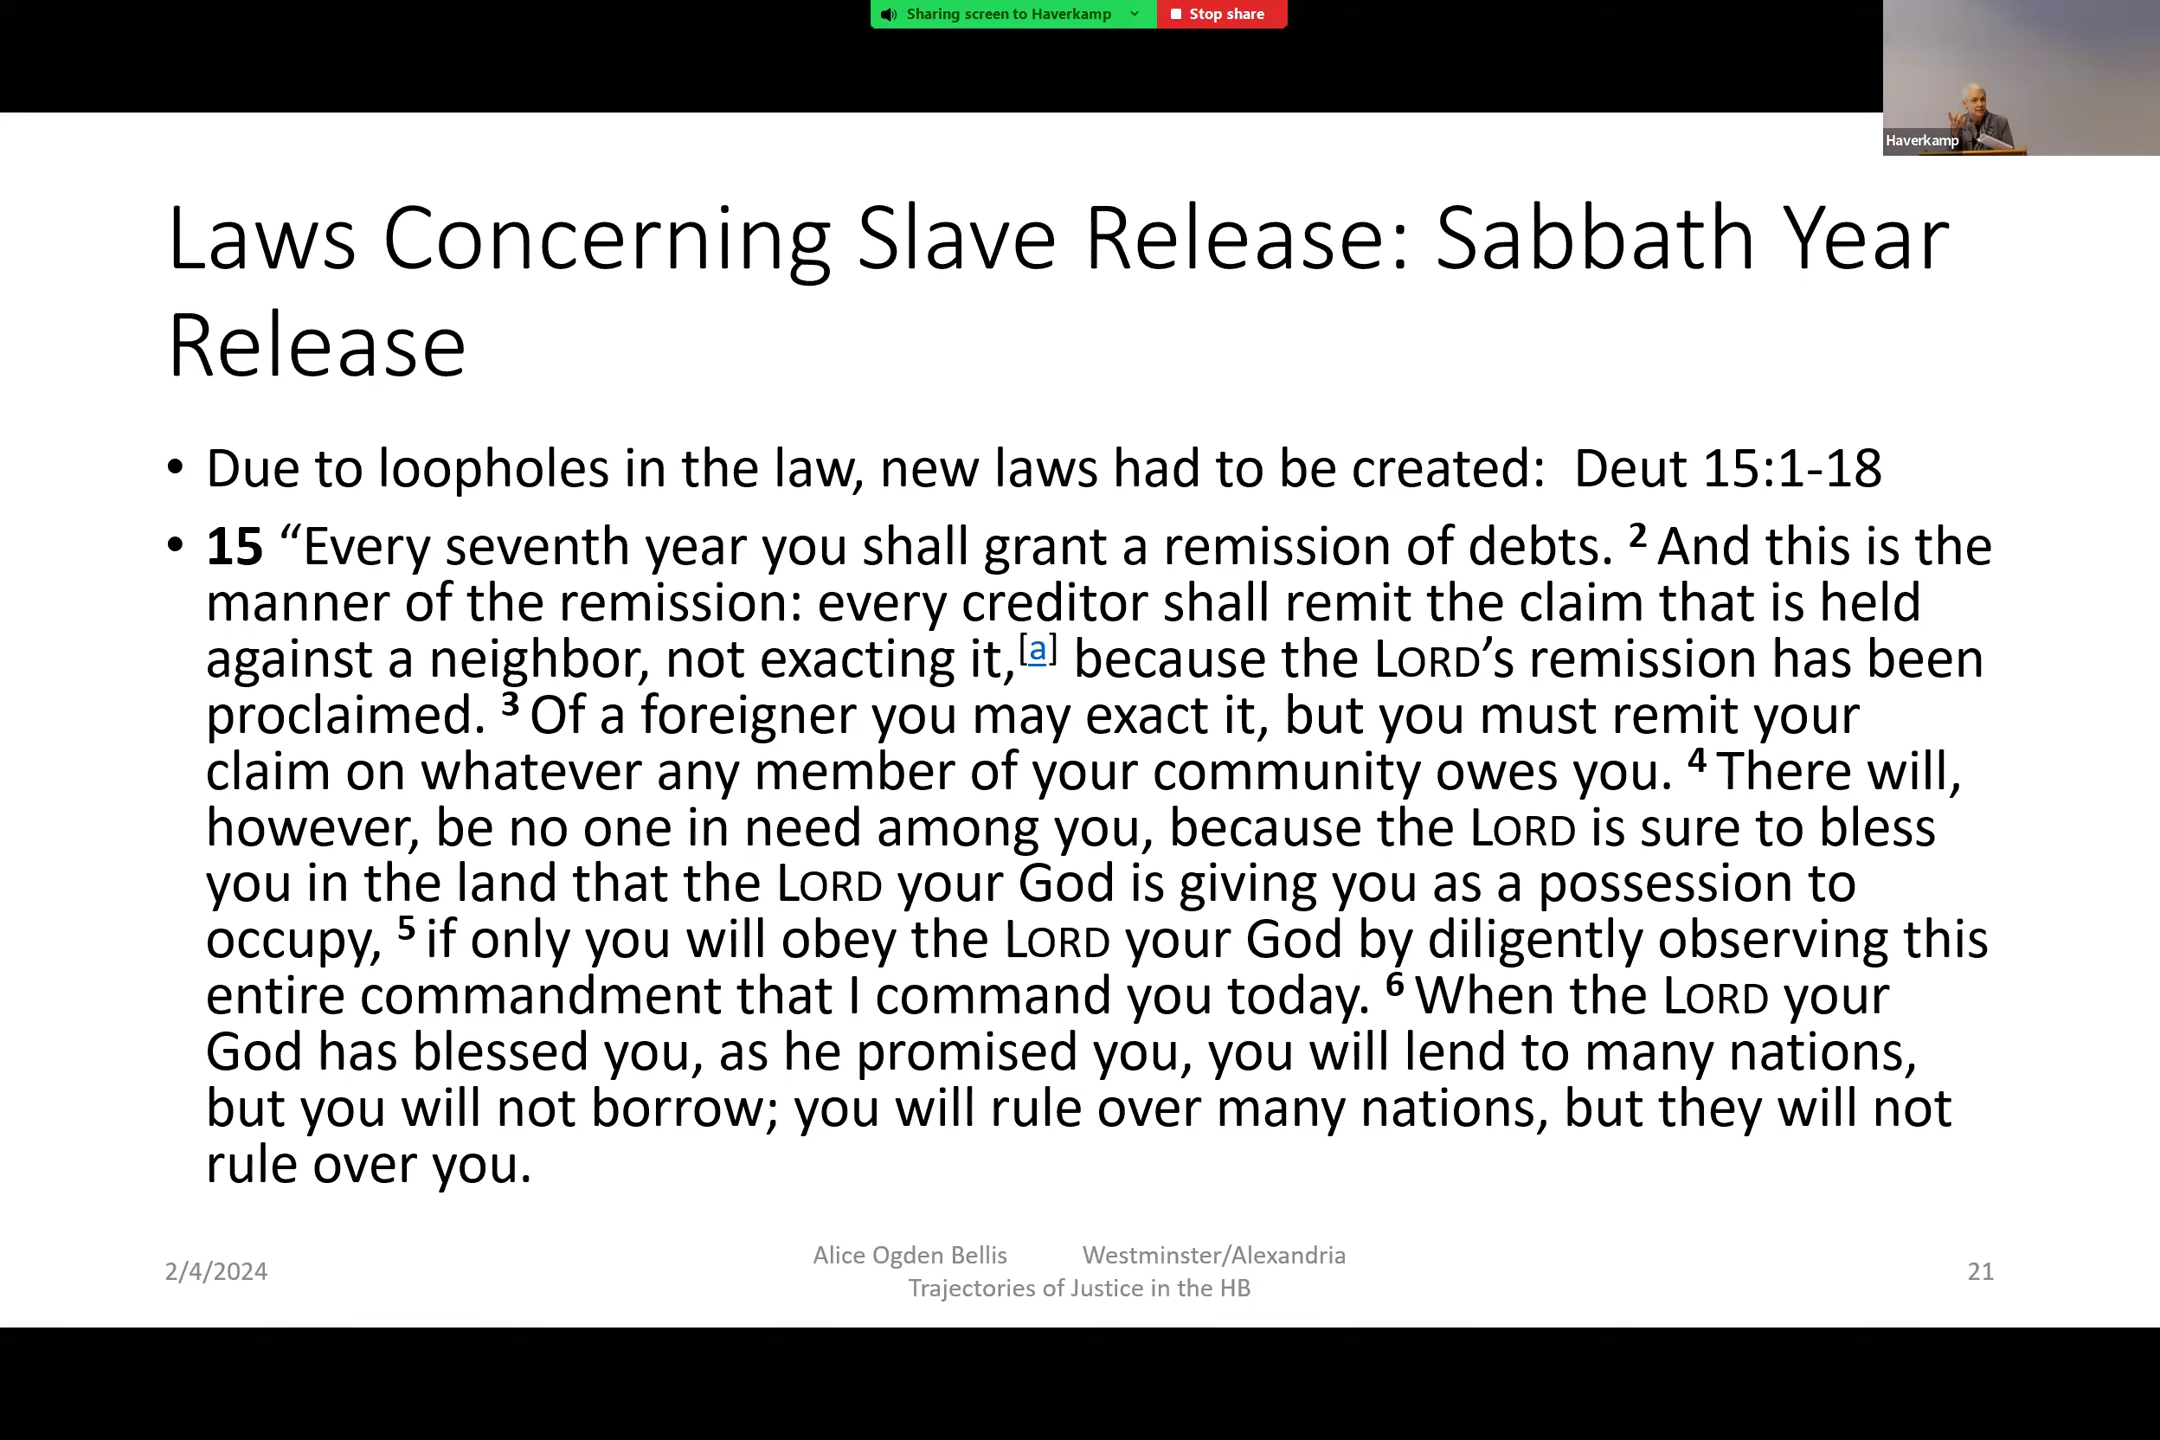 Sharing screen to Haverkamp
Stop share
Haverkamp
Laws Concerning Slave Release: Sabbath Year
Release
• Due to loopholes in the law, new laws had to be created:  Deut 15:1-18
• 15 “Every seventh year you shall grant a remission of debts. 2 And this is the
manner of the remission: every creditor shall remit the claim that is held
against a neighbor, not exacting it,[a] because the LORD’s remission has been
proclaimed. 3 Of a foreigner you may exact it, but you must remit your
claim on whatever any member of your community owes you. 4 There will,
however, be no one in need among you, because the LORD is sure to bless
you in the land that the LORD your God is giving you as a possession to
occupy, 5 if only you will obey the LORD your God by diligently observing this
entire commandment that I command you today. 6 When the LORD your
God has blessed you, as he promised you, you will lend to many nations,
but you will not borrow; you will rule over many nations, but they will not
rule over you.
2/4/2024
Alice Ogden Bellis Westminster/Alexandria
Trajectories of Justice in the HB
21